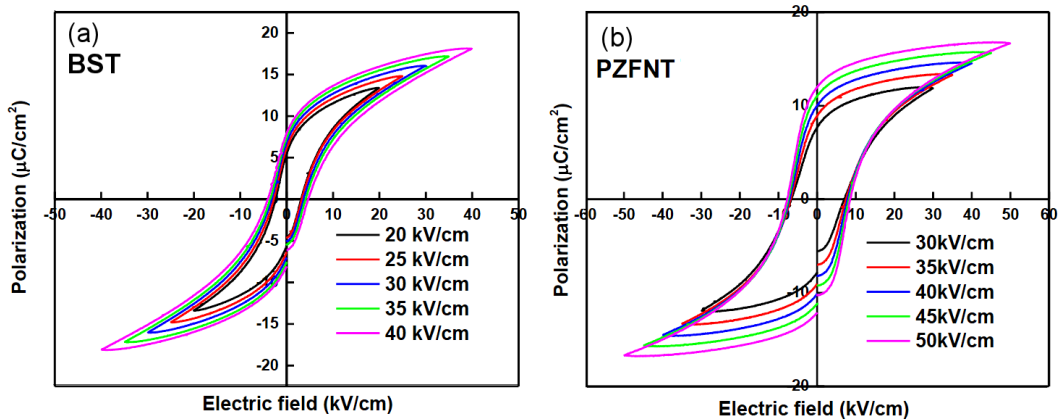 (a)
BST
20
15
10
5
0
-5
-10
-15
-20
-50 -40 -30 -20 -10 0 10 20 30 40 50
Polarization (μC/cm²)
Electric field (kV/cm)
20 kV/cm
25 kV/cm
30 kV/cm
35 kV/cm
40 kV/cm
(b)
PZFNT
20
10
0
10
20
-60 -50 -40 -30 -20 -10 0 10 20 30 40 50 60
Polarization (μC/cm²)
Electric field (kV/cm)
30kV/cm
35kV/cm
40kV/cm
45kV/cm
50kV/cm